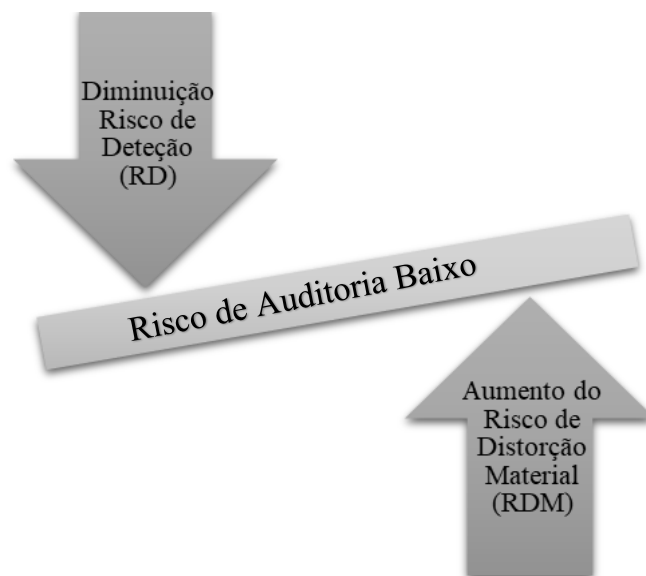 Diminuição
Risco de
Deteção
(RD)
Risco de Auditoria Baixo
Aumento do
Risco de
Distorção
Material
(RDM)